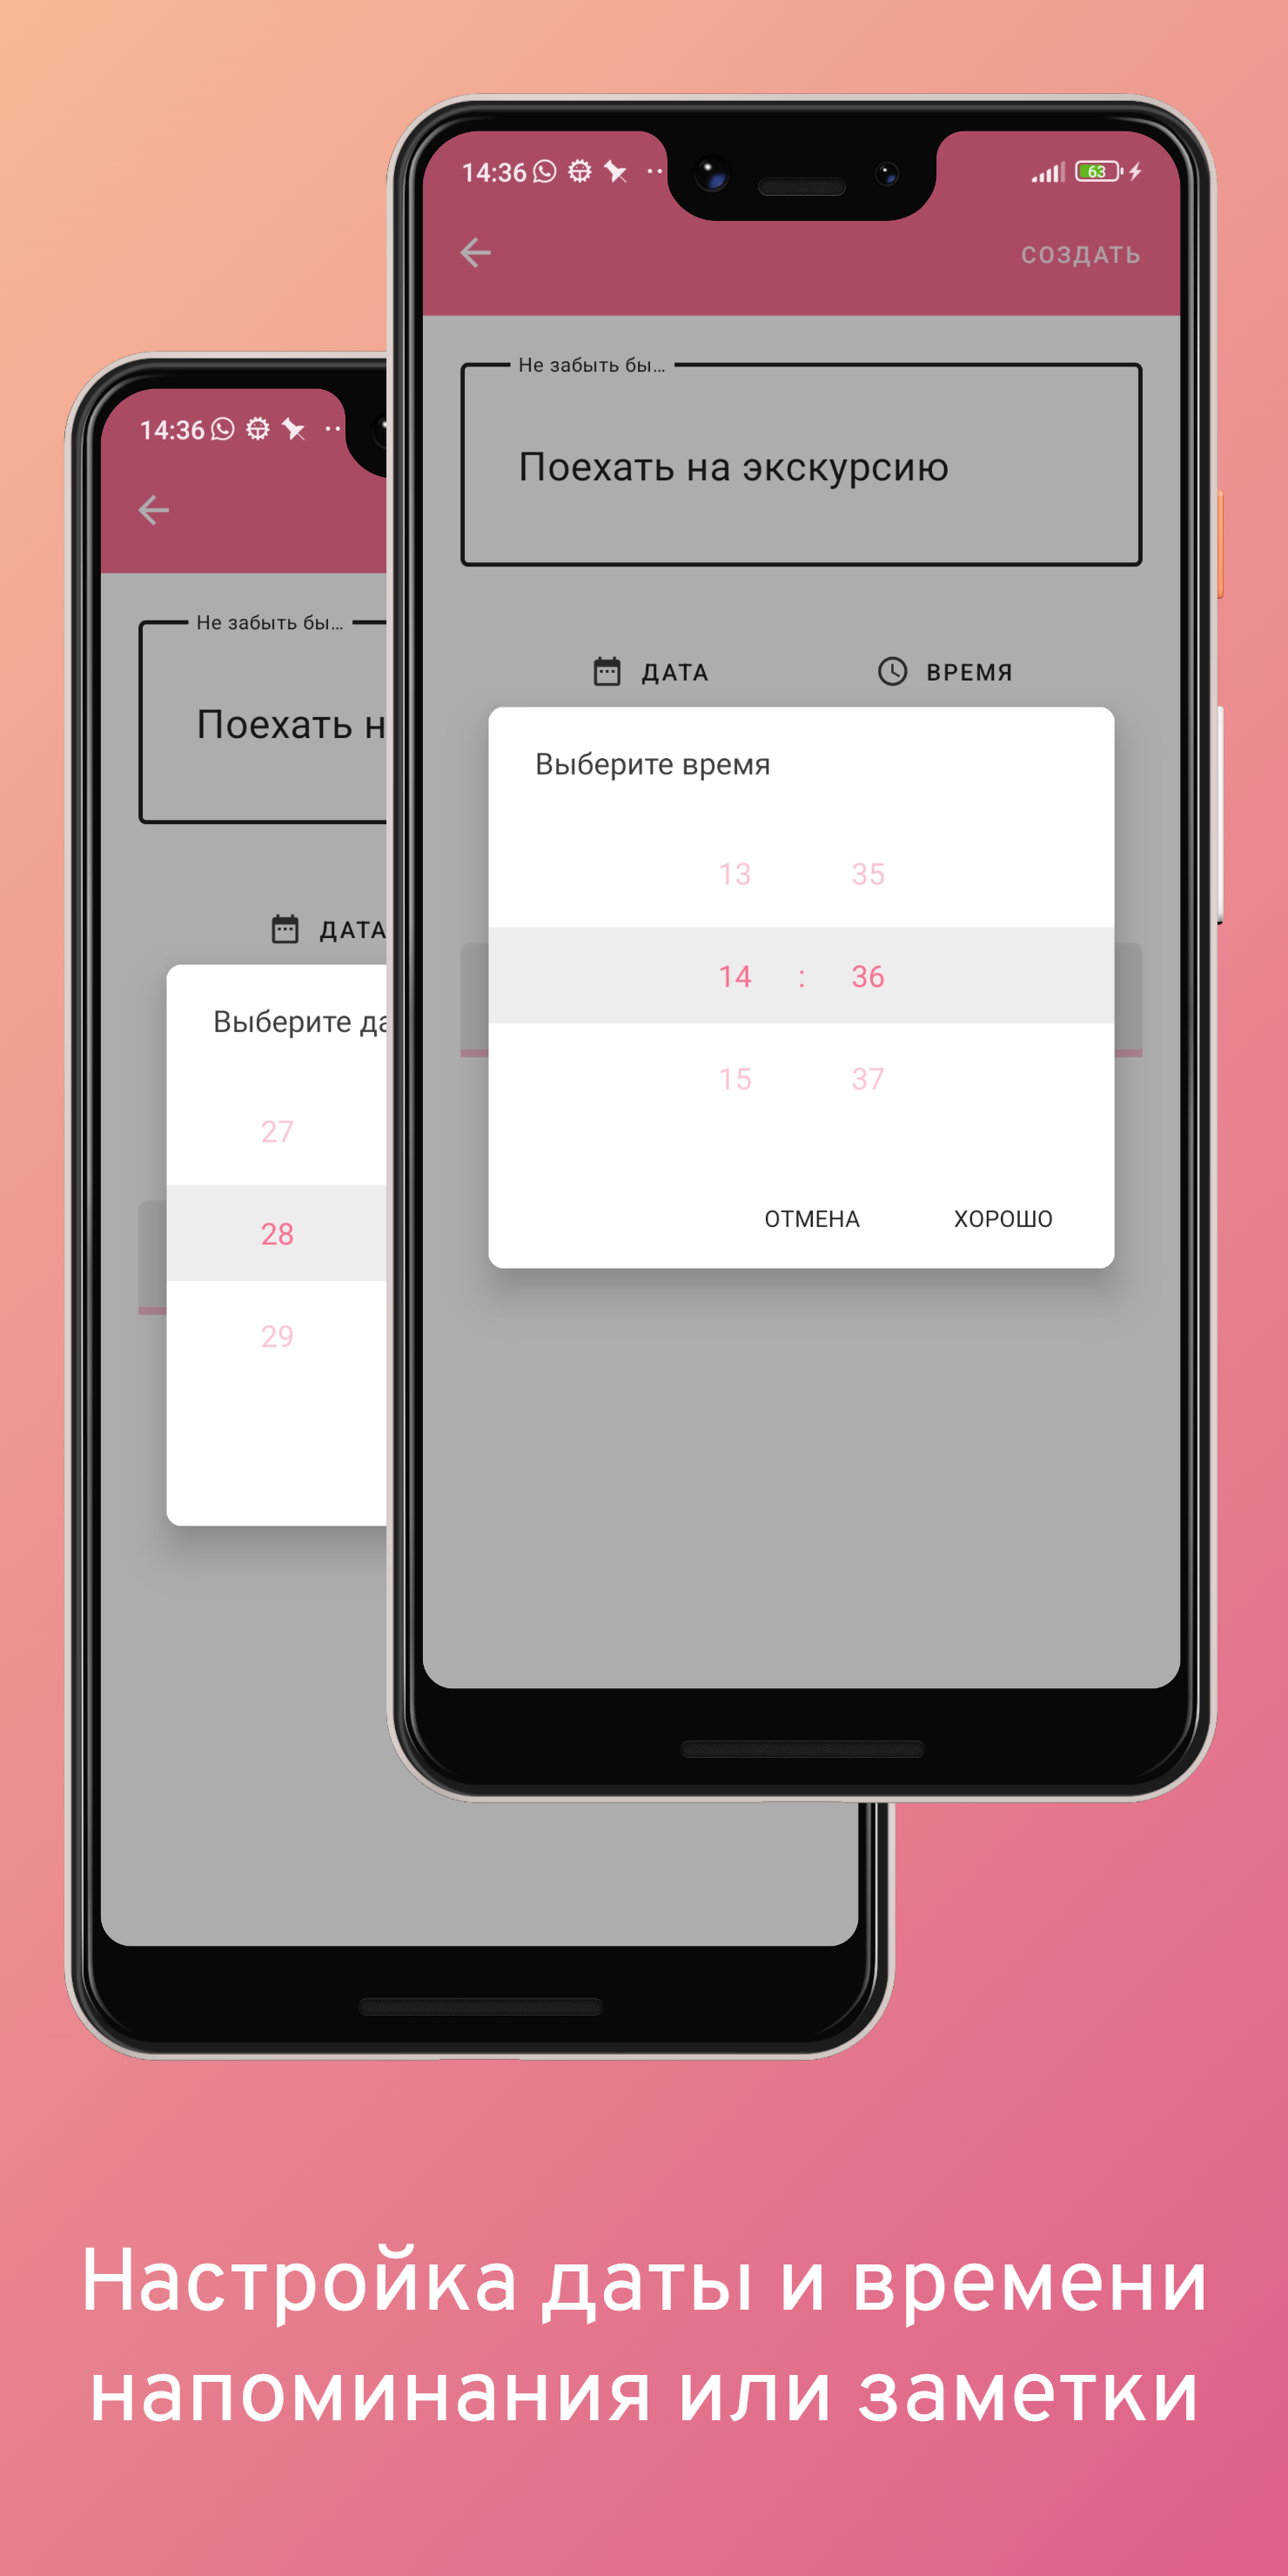 14:36
63
СОЗДАТЬ
Не забыть бы...
Поехать на экскурсию
ДАТА
ВРЕМЯ
Выберите время
13 35
14 : 36
15 37
ОТМЕНА
ХОРОШО
14:36
Не забыть бы...
Поехать н
ДАТА
Выберите да
27
28
29
Настройка даты и времени
напоминания или заметки